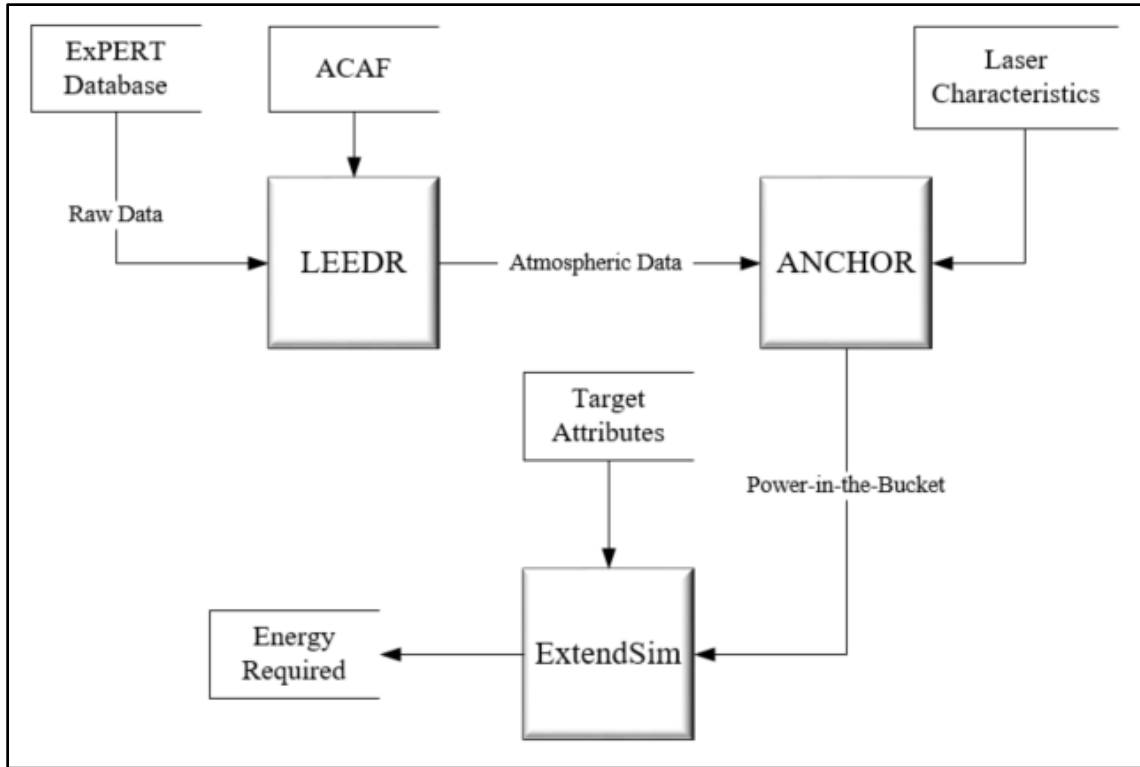 ExPERT
Database
ACAF
Laser
Characteristics
Raw Data
LEEDR
Atmospheric Data
ANCHOR
Target
Attributes
Power-in-the-Bucket
Energy
Required
ExtendSim